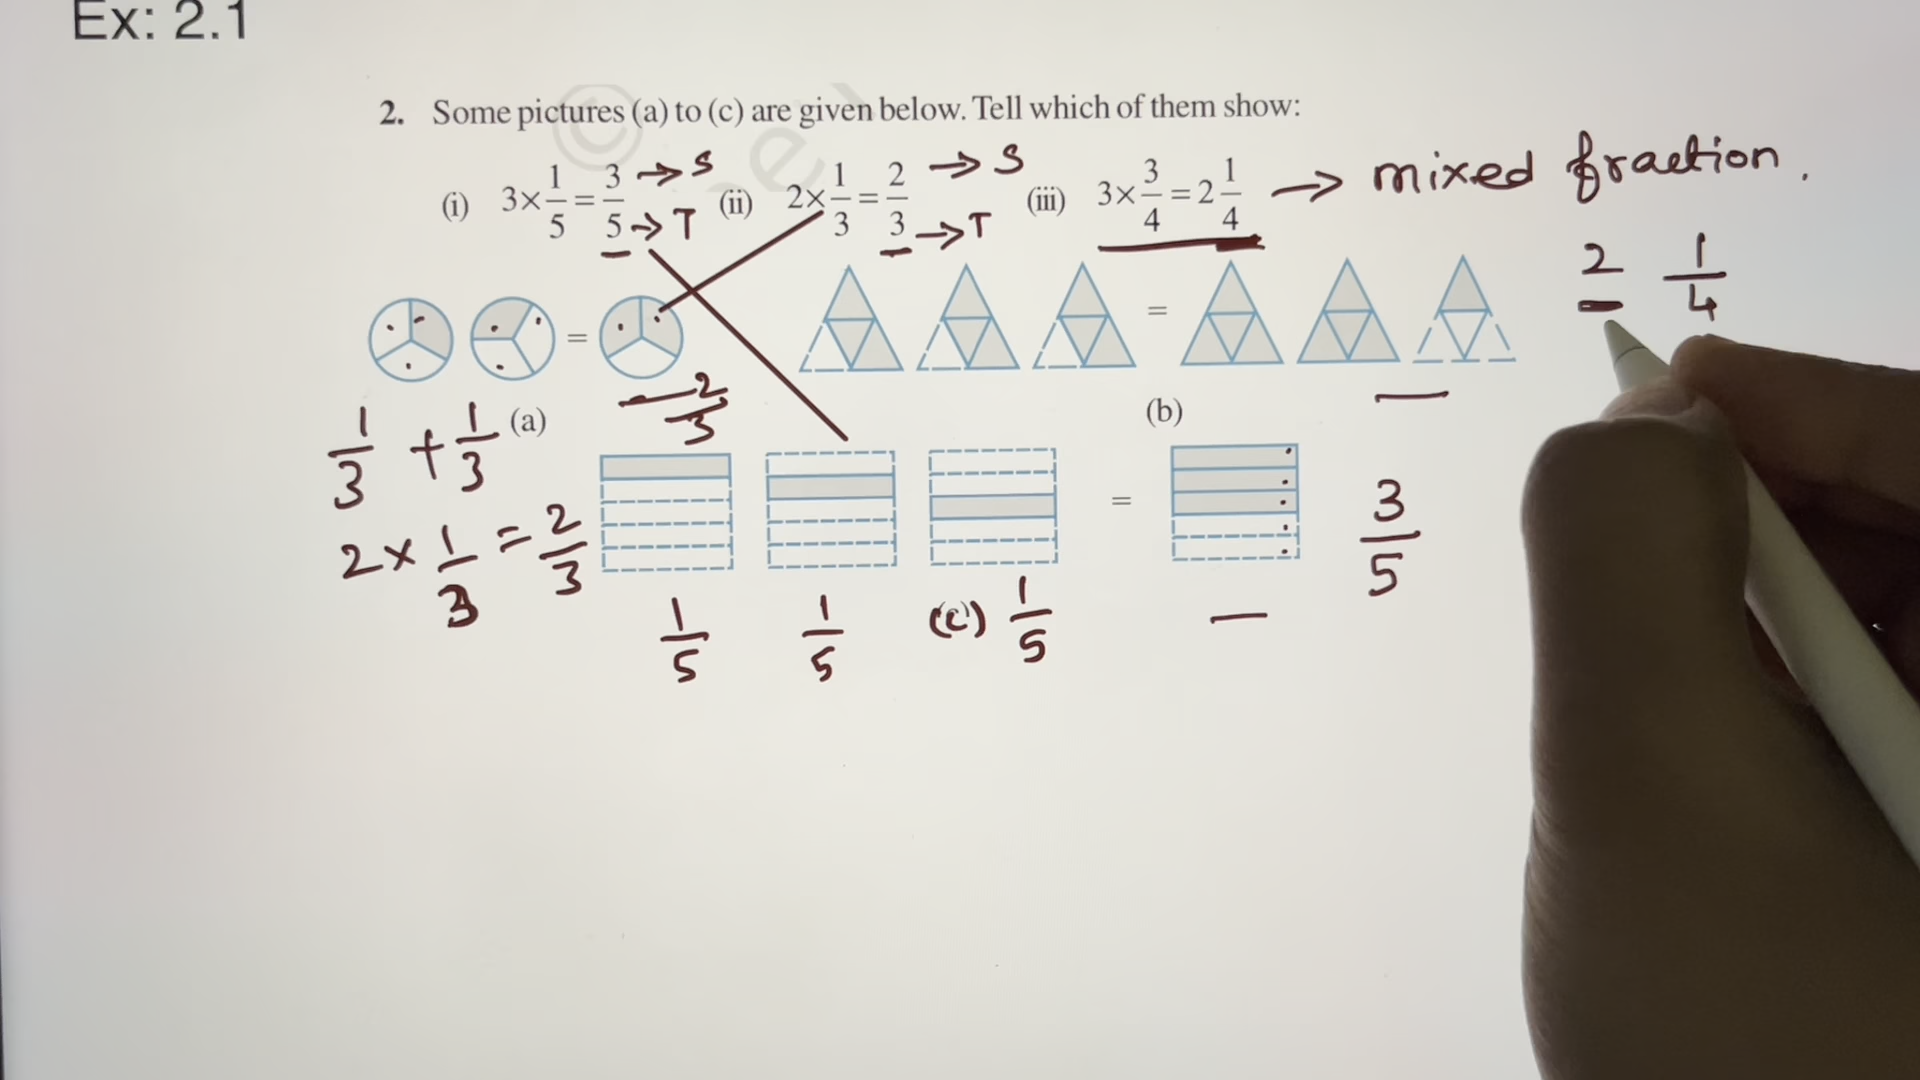 Ex: 2.1
2. Some pictures (a) to (c) are given below. Tell which of them show:
(i) 3×1/5=3/5 → S → T (ii) 2×1/3=2/3 → S → T (iii) 3×3/4=2 1/4 → mixed fraction.
2 1/4
2/3
(a) (b)
1/3 + 1/3
2 × 1/3 = 2/3
3/5
1/5 1/5 (c) 1/5